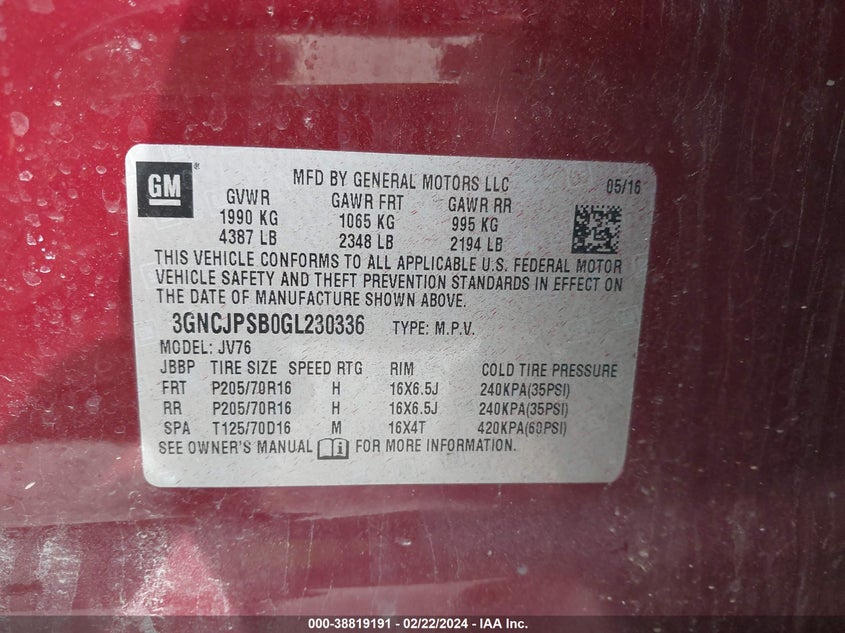 GM ®
MFD BY GENERAL MOTORS LLC 05/16
GVWR GAWR FRT GAWR RR
1990 KG 1065 KG 995 KG
4387 LB 2348 LB 2194 LB
THIS VEHICLE CONFORMS TO ALL APPLICABLE U.S. FEDERAL MOTOR
VEHICLE SAFETY AND THEFT PREVENTION STANDARDS IN EFFECT ON
THE DATE OF MANUFACTURE SHOWN ABOVE.
3GNCJPSB0GL230336 TYPE: M.P.V.
MODEL: JV76
JBBP TIRE SIZE SPEED RTG RIM COLD TIRE PRESSURE
FRT P205/70R16 H 16X6.5J 240KPA(35PSI)
RR P205/70R16 H 16X6.5J 240KPA(35PSI)
SPA T125/70D16 M 16X4T 420KPA(60PSI)
SEE OWNER'S MANUAL i FOR MORE INFORMATION.
000-38819191 - 02/22/2024 - IAA Inc.